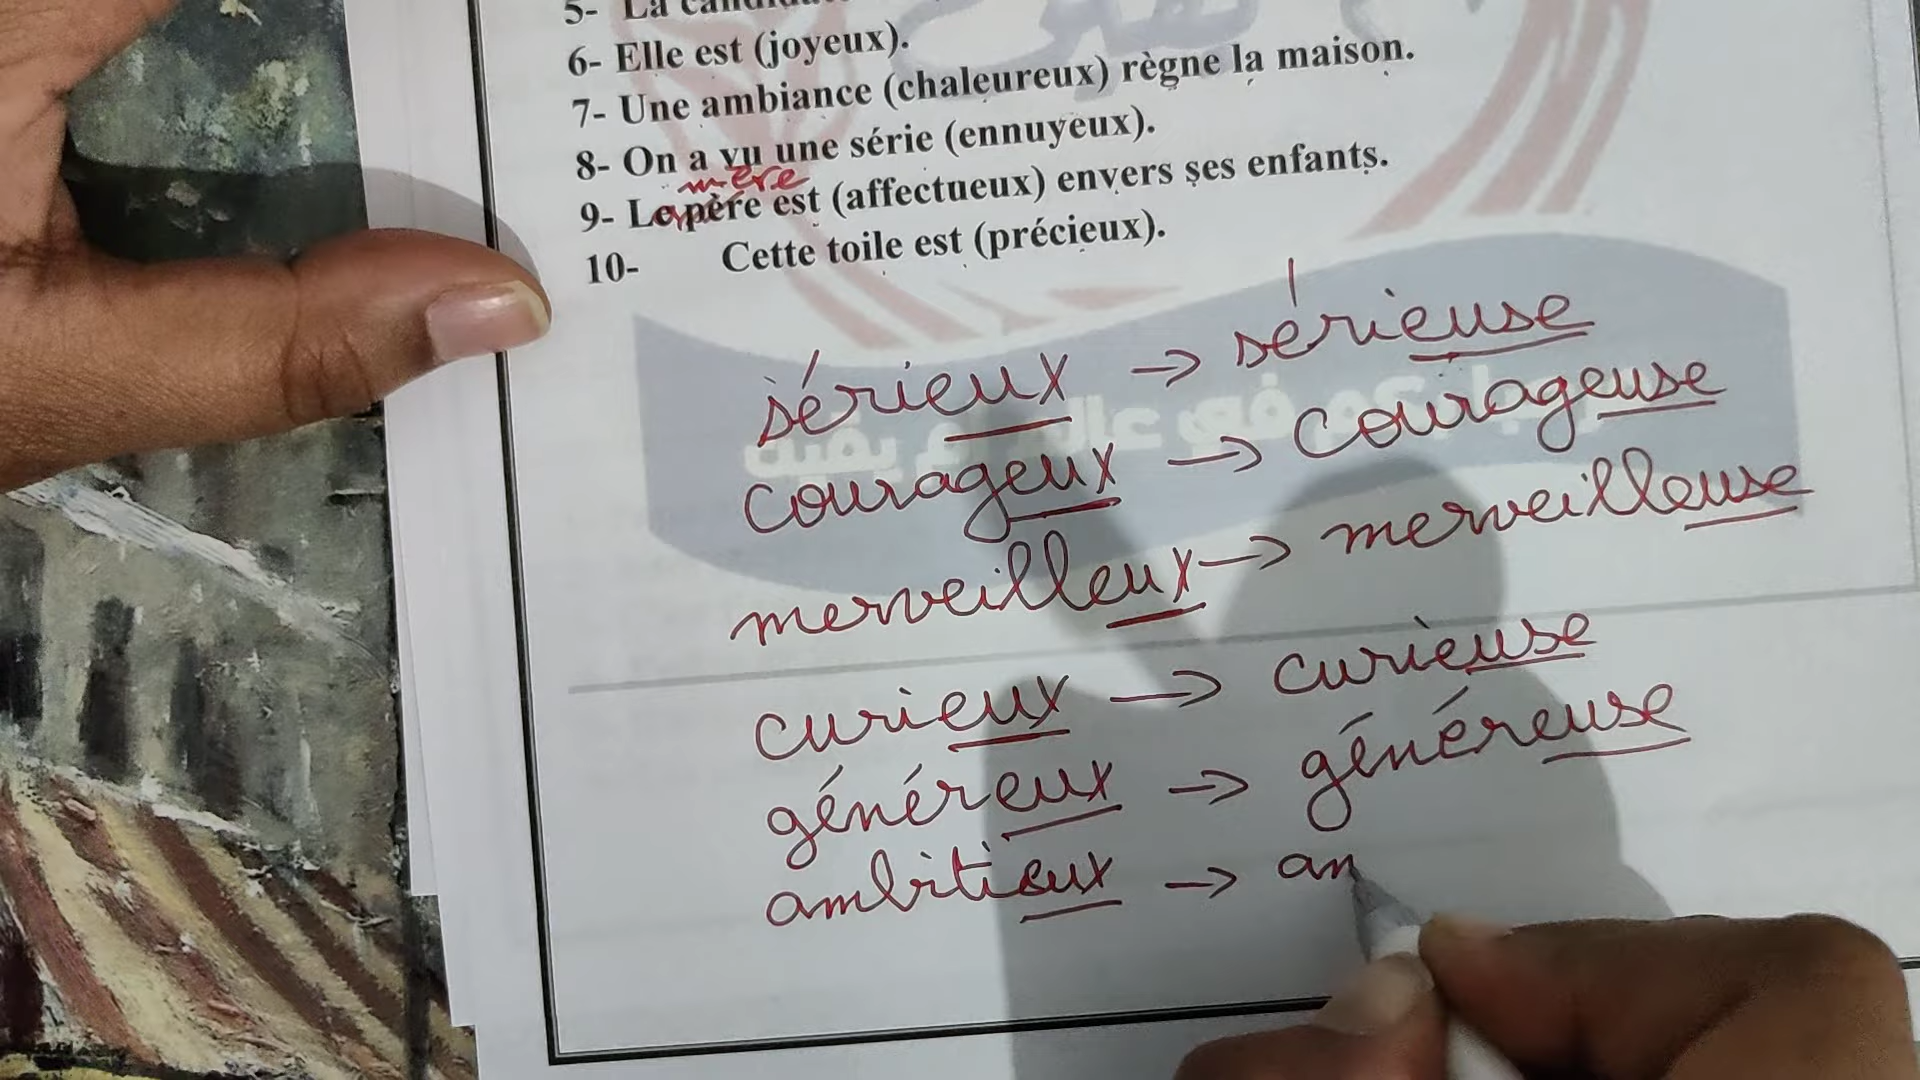 5- La
6- Elle est (joyeux).
7- Une ambiance (chaleureux) règne la maison.
8- On a vu une série (ennuyeux).
mère
9- Le père est (affectueux) envers ses enfants.
10- Cette toile est (précieux).
sérieux → sérieuse
courageux → courageuse
merveilleux → merveilleuse
curieux → curieuse
généreux → généreuse
ambitieux → am